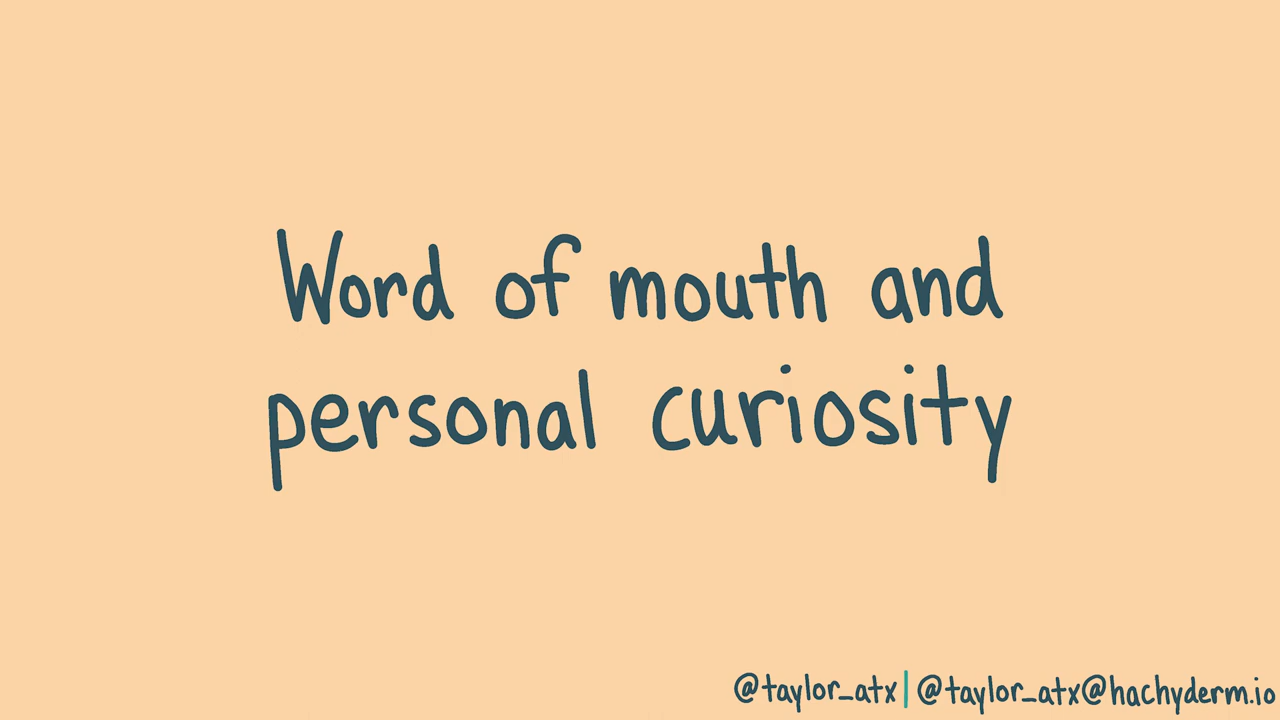 Word of mouth and
personal curiosity
@taylor_atx | @taylor_atx@hachyderm.io